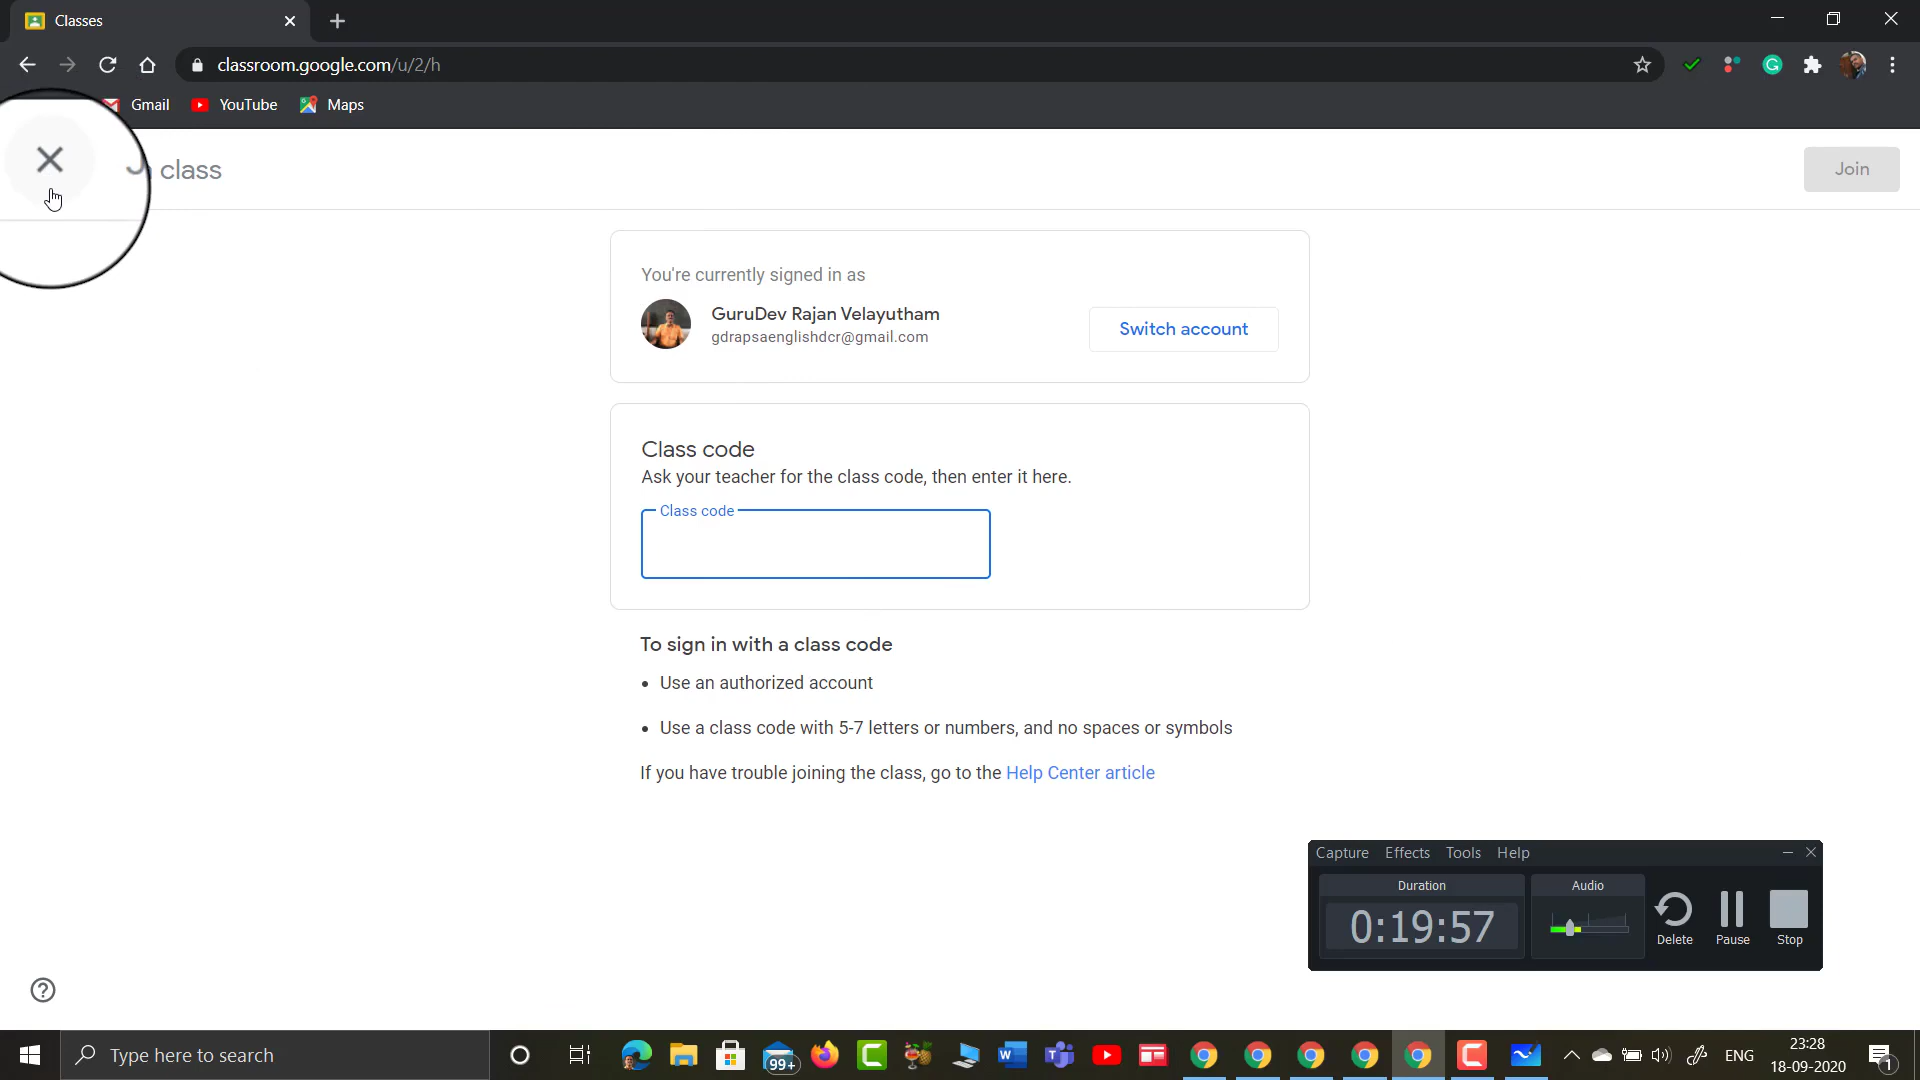 Classes
classroom.google.com/u/2/h
Gmail
YouTube
Maps
class
Join
You're currently signed in as
GuruDev Rajan Velayutham
gdrapsaenglishdcr@gmail.com
Switch account
Class code
Ask your teacher for the class code, then enter it here.
Class code
To sign in with a class code
• Use an authorized account
• Use a class code with 5-7 letters or numbers, and no spaces or symbols
If you have trouble joining the class, go to the Help Center article
Capture Effects Tools Help
Duration
Audio
0:19:57
Delete
Pause
Stop
Type here to search
99+
ENG
23:28
18-09-2020
1